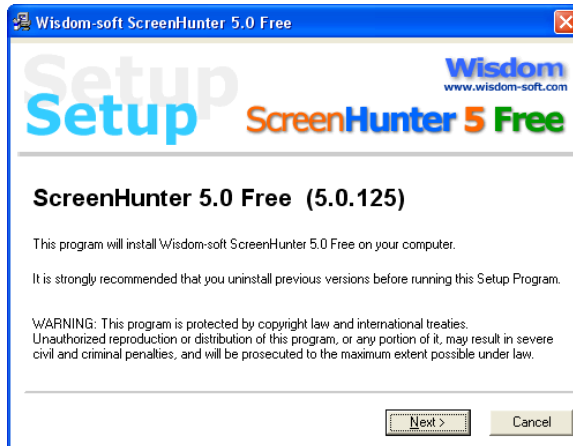 Wisdom-soft ScreenHunter 5.0 Free
Setup
Setup
Wisdom
www.wisdom-soft.com
ScreenHunter 5 Free
ScreenHunter 5.0 Free (5.0.125)
This program will install Wisdom-soft ScreenHunter 5.0 Free on your computer.
It is strongly recommended that you uninstall previous versions before running this Setup Program.
WARNING: This program is protected by copyright law and international treaties.
Unauthorized reproduction or distribution of this program, or any portion of it, may result in severe
civil and criminal penalties, and will be prosecuted to the maximum extent possible under law.
Next >
Cancel